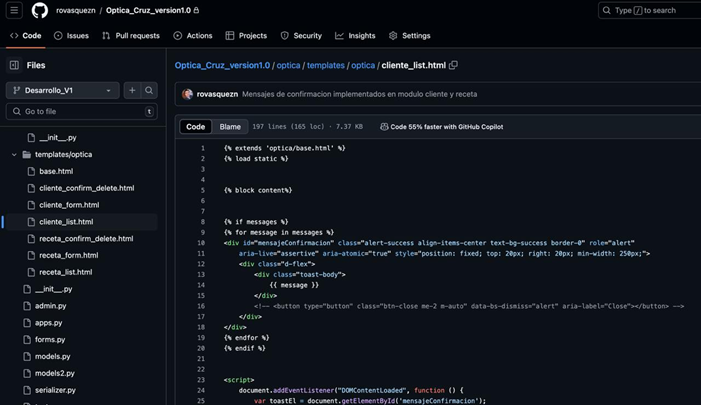 rovasquezn / Optica_Cruz_version1.0
Type / to search
Code Issues Pull requests Actions Projects Security Insights Settings
Files
Desarrollo_V1
Go to file t
__init__.py
templates/optica
base.html
cliente_confirm_delete.html
cliente_form.html
cliente_list.html
receta_confirm_delete.html
receta_form.html
receta_list.html
__init__.py
admin.py
apps.py
forms.py
models.py
models2.py
serializer.py
Optica_Cruz_version1.0 / optica / templates / optica / cliente_list.html
rovasquezn Mensajes de confirmacion implementados en modulo cliente y receta
Code Blame 197 lines (165 loc) · 7.37 KB Code 55% faster with GitHub Copilot
1 {% extends 'optica/base.html' %}
2 {% load static %}
3
4
5 {% block content%}
6
7
8 {% if messages %}
9 {% for message in messages %}
10 <div id="mensajeConfirmacion" class="alert-success align-items-center text-bg-success border-0" role="alert"
11 aria-live="assertive" aria-atomic="true" style="position: fixed; top: 20px; right: 20px; min-width: 250px;">
12 <div class="d-flex">
13 <div class="toast-body">
14 {{ message }}
15 </div>
16 <!-- <button type="button" class="btn-close me-2 m-auto" data-bs-dismiss="alert" aria-label="Close"></button> -->
17 </div>
18 </div>
19 {% endfor %}
20 {% endif %}
21
22
23 <script>
24 document.addEventListener("DOMContentLoaded", function () {
25 var toastEl = document.getElementById('mensajeConfirmacion');